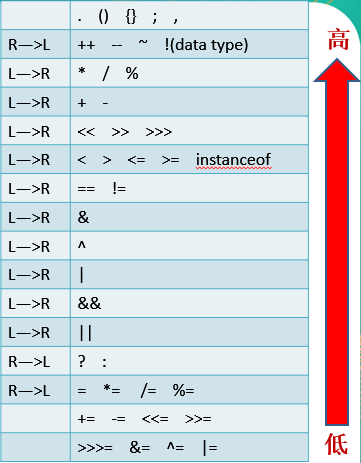 . () {} ; ,
高
R—>L ++ -- ~ !(data type)
L—>R * / %
L—>R + -
L—>R << >> >>>
L—>R < > <= >= instanceof
L—>R == !=
L—>R &
L—>R ^
L—>R |
L—>R &&
L—>R ||
R—>L ? :
R—>L = *= /= %=
+= -= <<= >>=
>>>= &= ^= |=
低